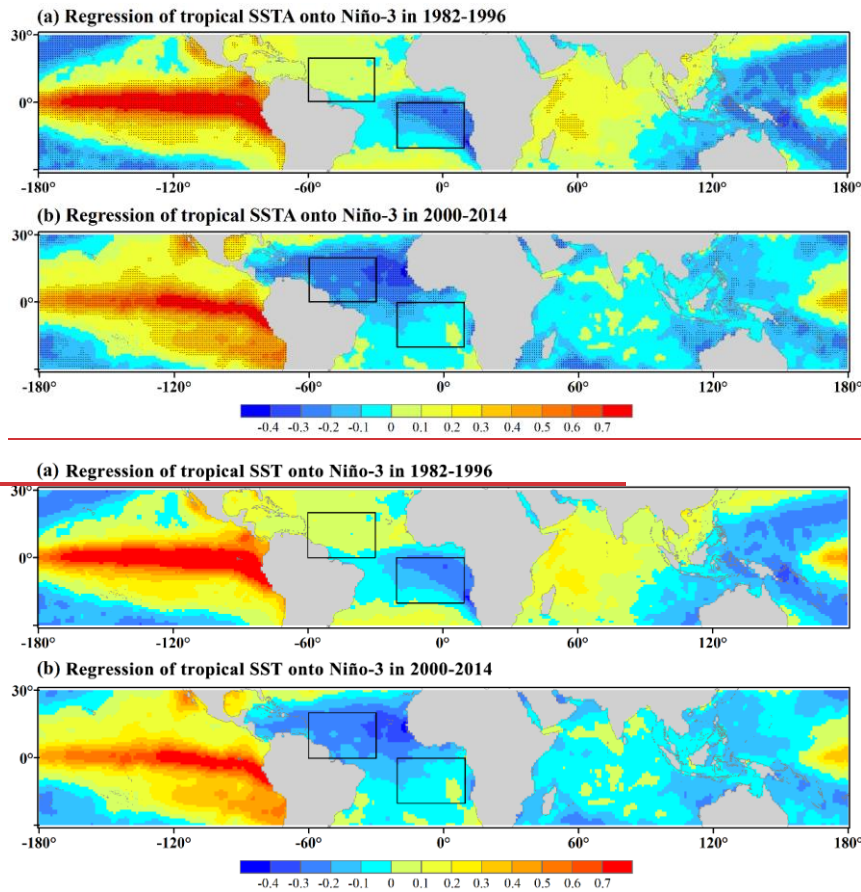 (a) Regression of tropical SSTA onto Niño-3 in 1982-1996
30°
0°
-180° -120° -60° 0° 60° 120° 180°
(b) Regression of tropical SSTA onto Niño-3 in 2000-2014
30°
0°
-180° -120° -60° 0° 60° 120° 180°
-0.4 -0.3 -0.2 -0.1 0 0.1 0.2 0.3 0.4 0.5 0.6 0.7
(a) Regression of tropical SST onto Niño-3 in 1982-1996
30°
0°
-180° -120° -60° 0° 60° 120° 180°
(b) Regression of tropical SST onto Niño-3 in 2000-2014
30°
0°
-180° -120° -60° 0° 60° 120° 180°
-0.4 -0.3 -0.2 -0.1 0 0.1 0.2 0.3 0.4 0.5 0.6 0.7